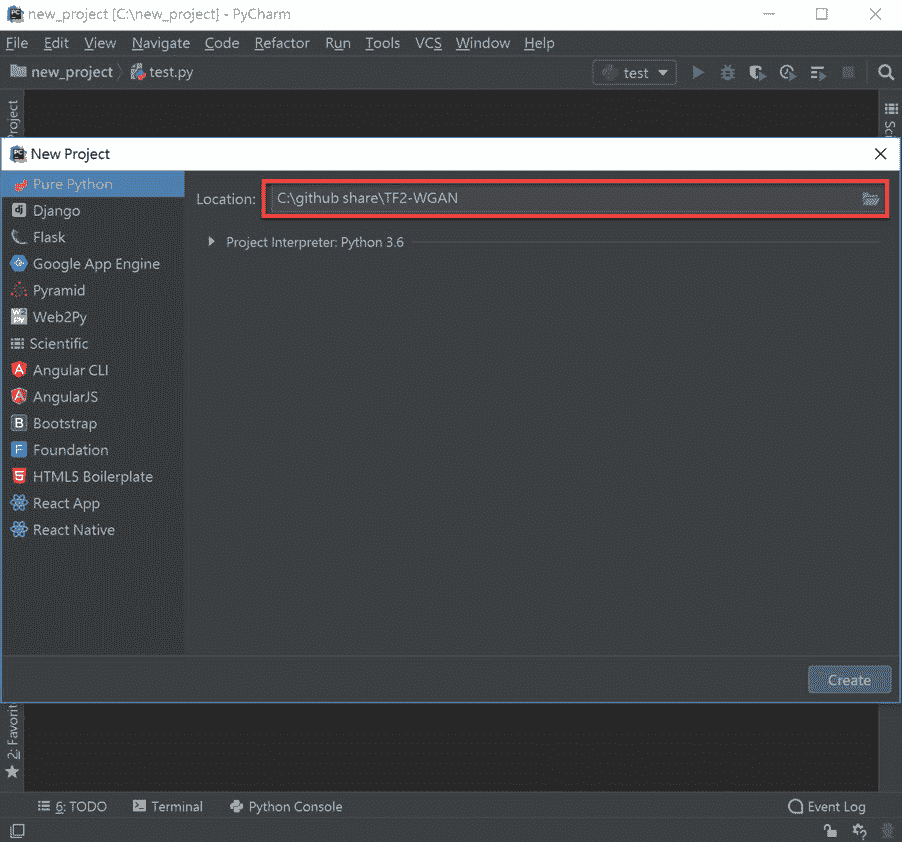 new_project [C:\new_project] - PyCharm
File Edit View Navigate Code Refactor Run Tools VCS Window Help
new_project test.py test
Project
New Project
Pure Python
Location: C:\github share\TF2-WGAN
Django
Flask
Project Interpreter: Python 3.6
Google App Engine
Pyramid
Web2Py
Scientific
Angular CLI
AngularJS
Bootstrap
Foundation
HTML5 Boilerplate
React App
React Native
Create
2: Favorit
6: TODO Terminal Python Console Event Log